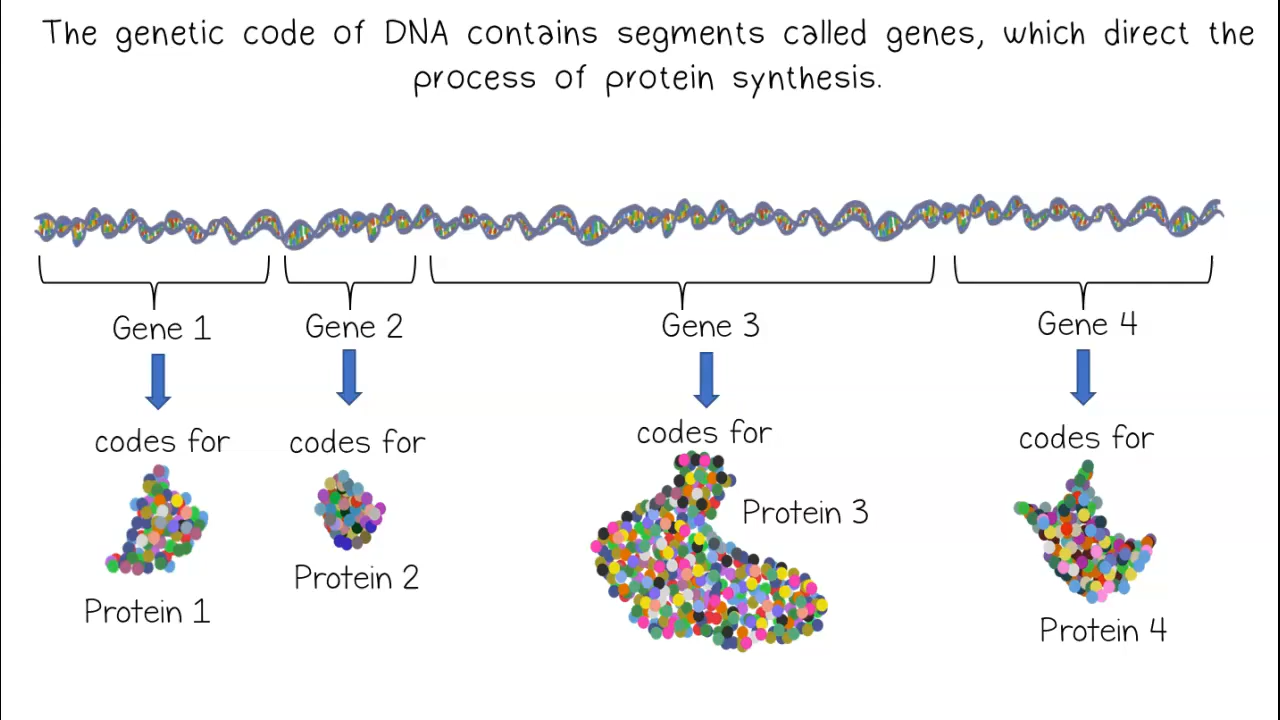 The genetic code of DNA contains segments called genes, which direct the
process of protein synthesis.
Gene 1
Gene 2
Gene 3
Gene 4
codes for
codes for
codes for
codes for
Protein 1
Protein 2
Protein 3
Protein 4